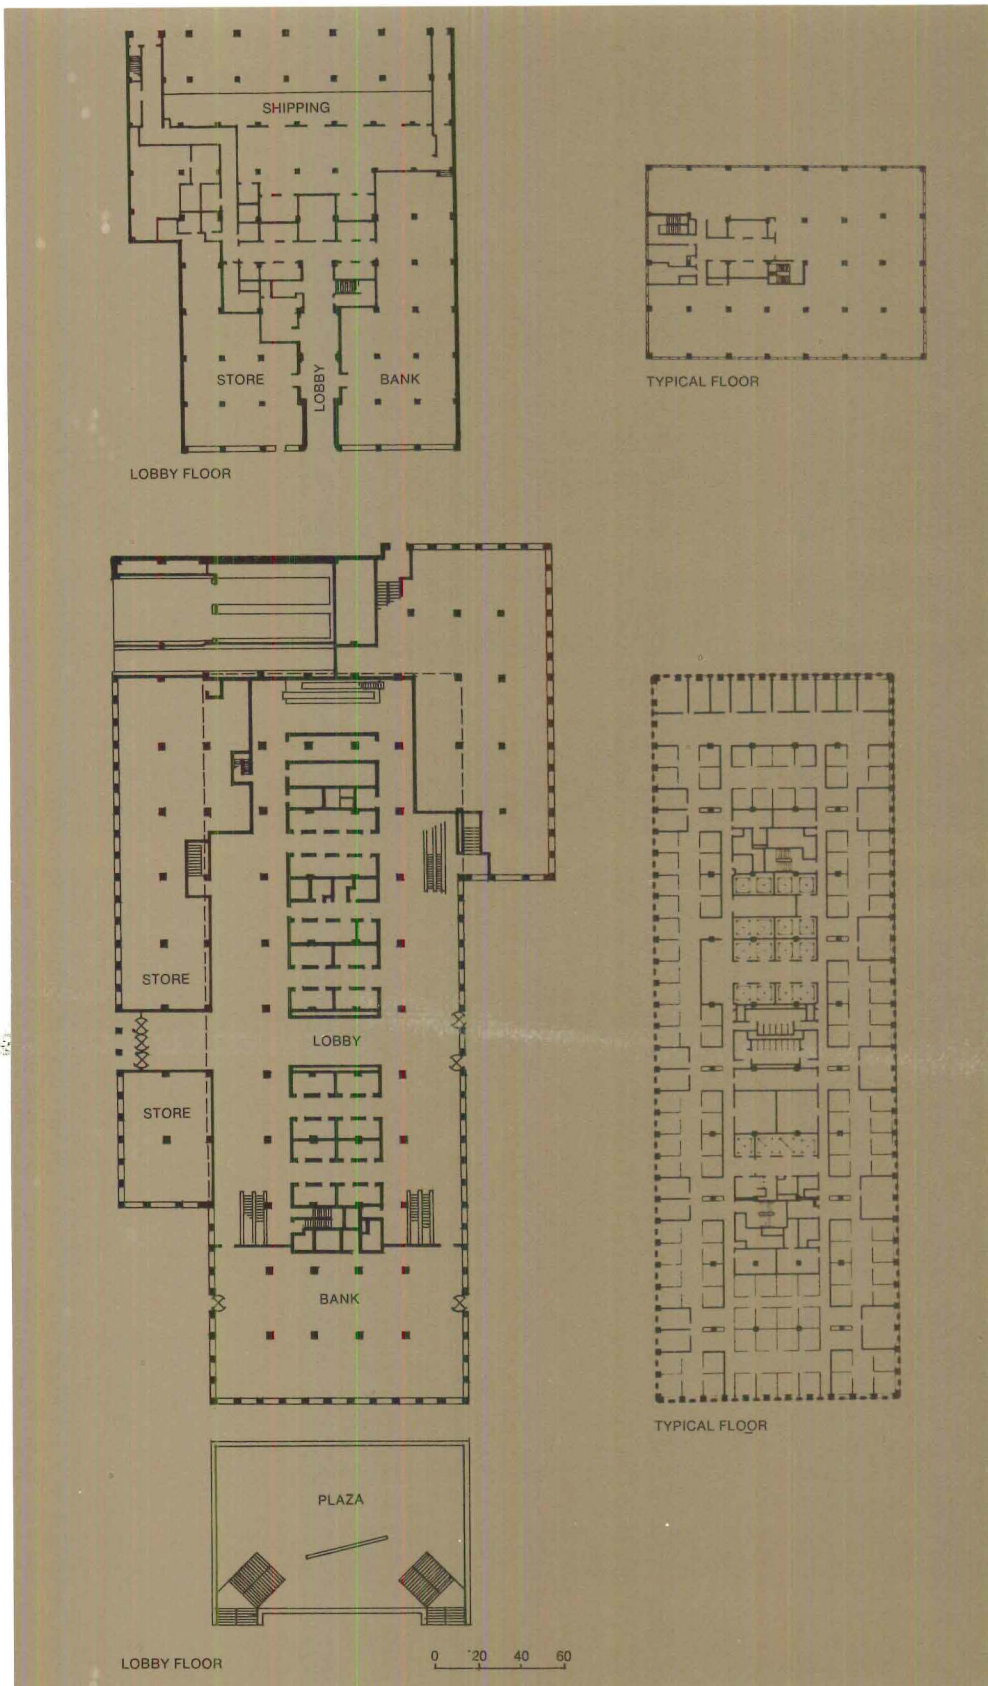 SHIPPING
STORE
LOBBY
BANK
LOBBY FLOOR
TYPICAL FLOOR
STORE
LOBBY
STORE
BANK
TYPICAL FLOOR
PLAZA
LOBBY FLOOR
0 20 40 60